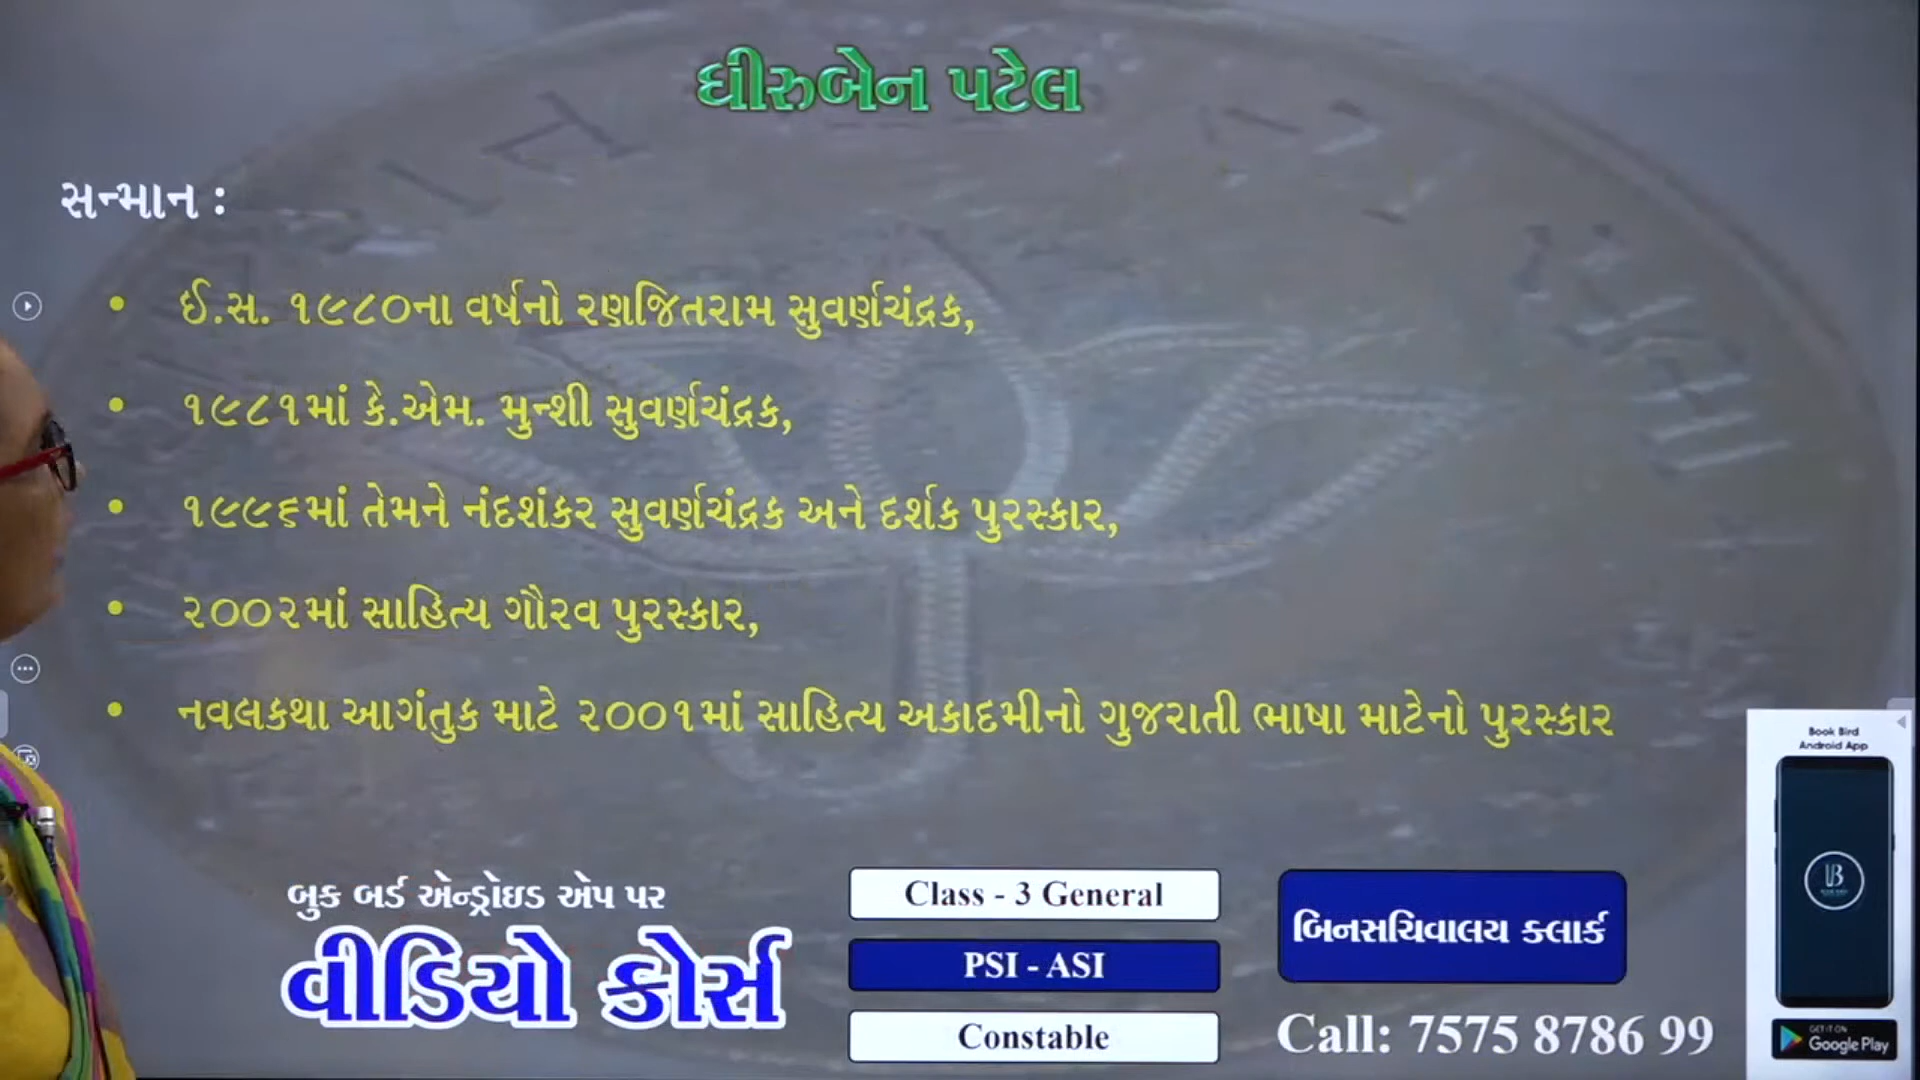 ધીરુબેન પટેલ
સન્માન :
• ઈ.સ. ૧૯૮૦ના વર્ષનો રણજિતરામ સુવર્ણચંદ્રક,
• ૧૯૮૧માં કે.એમ. મુન્શી સુવર્ણચંદ્રક,
• ૧૯૯૬માં તેમને નંદશંકર સુવર્ણચંદ્રક અને દર્શક પુરસ્કાર,
• ૨૦૦૨માં સાહિત્ય ગૌરવ પુરસ્કાર,
• નવલકથા આગંતુક માટે ૨૦૦૧માં સાહિત્ય અકાદમીનો ગુજરાતી ભાષા માટેનો પુરસ્કાર
બુક બર્ડ એન્ડ્રોઇડ એપ પર
વીડિયો કોર્સ
Class - 3 General
PSI - ASI
Constable
બિનસચિવાલય ક્લાર્ક
Call: 7575 8786 99
Book Bird
Android App
GET IT ON
Google Play